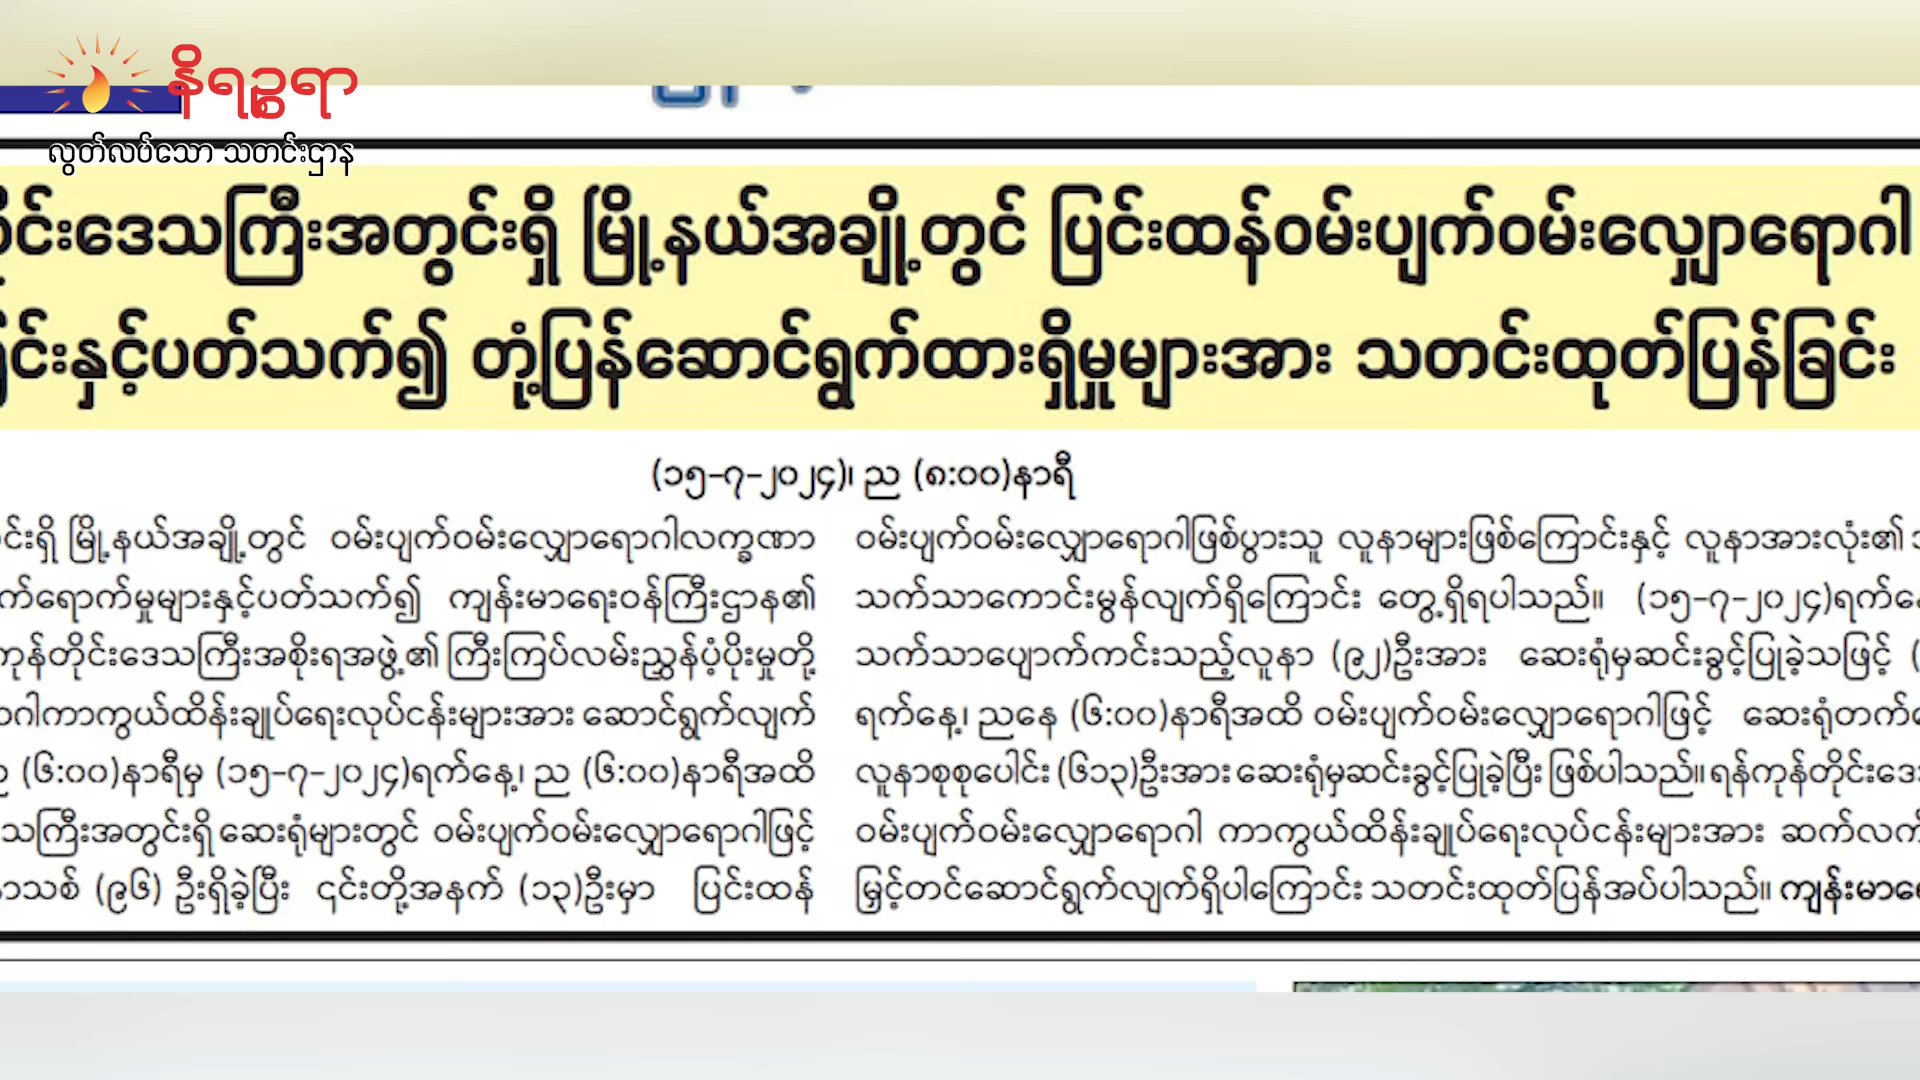 နိရဉ္စရာ
လွတ်လပ်သော သတင်းဌာန
တိုင်းဒေသကြီးအတွင်းရှိ မြို့နယ်အချို့တွင် ပြင်းထန်ဝမ်းပျက်ဝမ်းလျှောရောဂါ
ခြင်းနှင့်ပတ်သက်၍ တုံ့ပြန်ဆောင်ရွက်ထားရှိမှုများအား သတင်းထုတ်ပြန်ခြင်း
(၁၅-၇-၂၀၂၄)၊ ည (၈:၀၀)နာရီ
င်းရှိ မြို့နယ်အချို့တွင် ဝမ်းပျက်ဝမ်းလျှောရောဂါလက္ခဏာ
က်ရောက်မှုများနှင့်ပတ်သက်၍ ကျန်းမာရေးဝန်ကြီးဌာန၏
ကုန်တိုင်းဒေသကြီးအစိုးရအဖွဲ့၏ ကြီးကြပ်လမ်းညွှန်ပံ့ပိုးမှုတို့
ဂါကာကွယ်ထိန်းချုပ်ရေးလုပ်ငန်းများအား ဆောင်ရွက်လျက်
(၆:၀၀)နာရီမှ (၁၅-၇-၂၀၂၄)ရက်နေ့၊ ည (၆:၀၀)နာရီအထိ
သကြီးအတွင်းရှိ ဆေးရုံများတွင် ဝမ်းပျက်ဝမ်းလျှောရောဂါဖြင့်
ာသစ် (၉၆) ဦးရှိခဲ့ပြီး ၎င်းတို့အနက် (၁၃)ဦးမှာ ပြင်းထန်
ဝမ်းပျက်ဝမ်းလျှောရောဂါဖြစ်ပွားသူ လူနာများဖြစ်ကြောင်းနှင့် လူနာအားလုံး၏
သက်သာကောင်းမွန်လျက်ရှိကြောင်း တွေ့ရှိရပါသည်။ (၁၅-၇-၂၀၂၄)ရက်နေ
သက်သာပျောက်ကင်းသည့်လူနာ (၉၂)ဦးအား ဆေးရုံမှဆင်းခွင့်ပြုခဲ့သဖြင့် (
ရက်နေ့၊ ညနေ (၆:၀၀)နာရီအထိ ဝမ်းပျက်ဝမ်းလျှောရောဂါဖြင့် ဆေးရုံတက်
လူနာစုစုပေါင်း (၆၁၃)ဦးအား ဆေးရုံမှဆင်းခွင့်ပြုခဲ့ပြီး ဖြစ်ပါသည်။ ရန်ကုန်တိုင်းဒေ
ဝမ်းပျက်ဝမ်းလျှောရောဂါ ကာကွယ်ထိန်းချုပ်ရေးလုပ်ငန်းများအား ဆက်လက်
မြှင့်တင်ဆောင်ရွက်လျက်ရှိပါကြောင်း သတင်းထုတ်ပြန်အပ်ပါသည်။ ကျန်းမာရေ